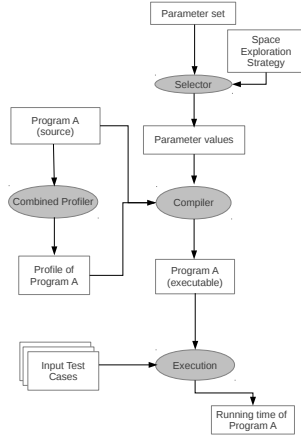 Parameter set
Space
Exploration
Strategy
Selector
Program A
(source)
Parameter values
Combined Profiler
Compiler
Profile of
Program A
Program A
(executable)
Input Test
Cases
Execution
Running time of
Program A